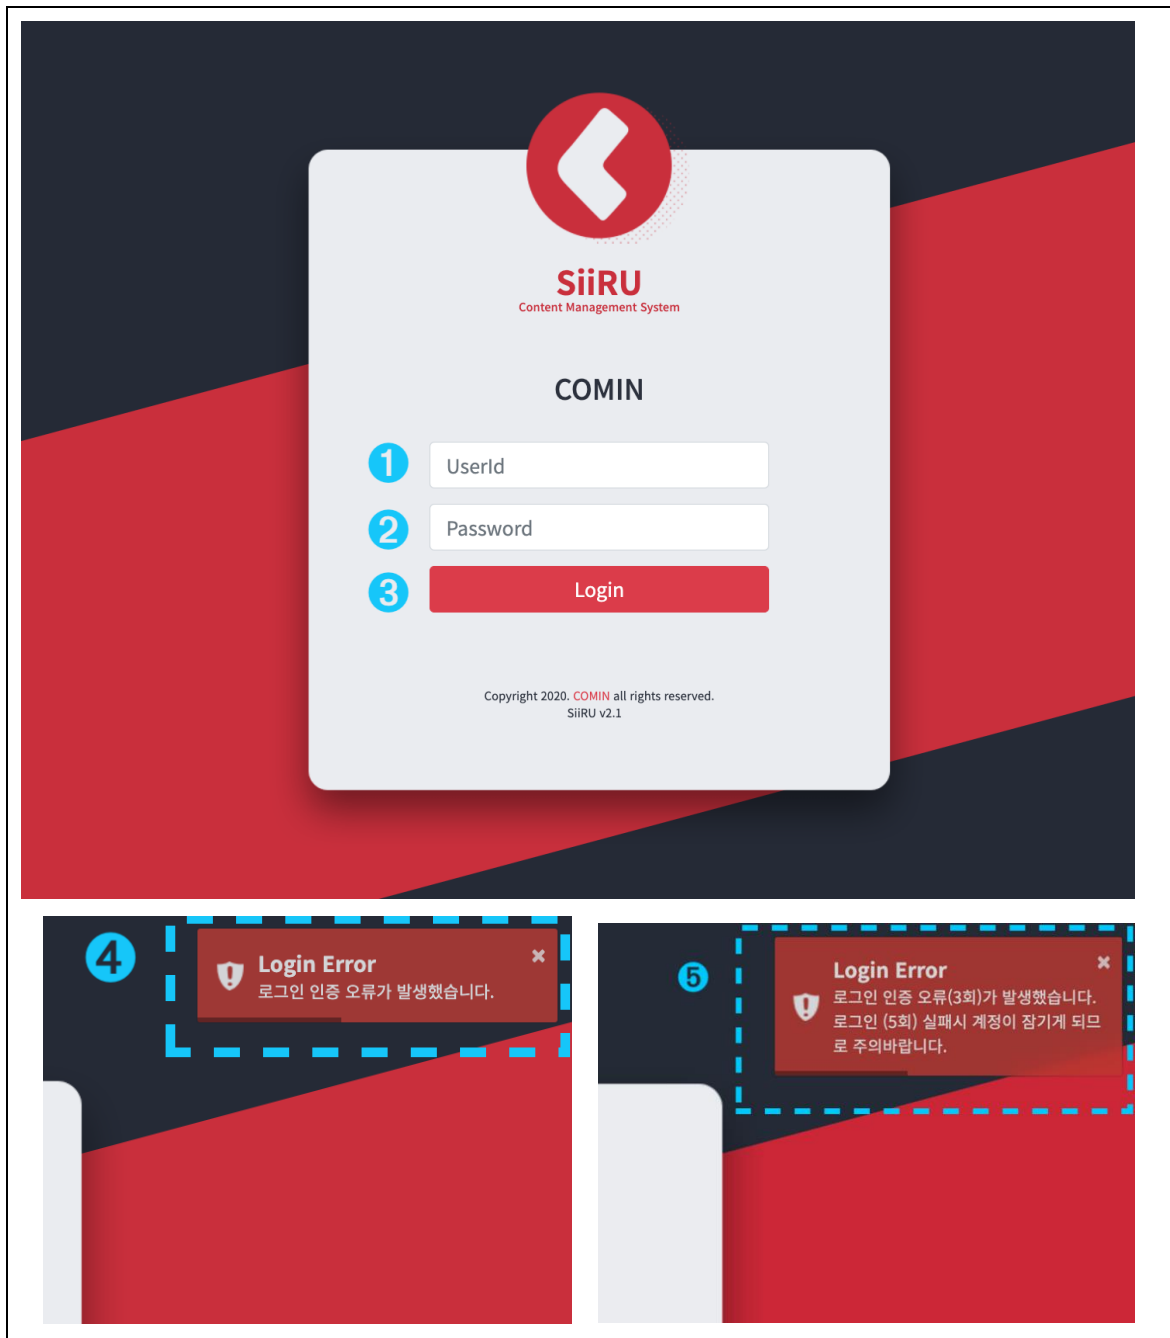 SiiRU
Content Management System
COMIN
1
UserId
2
Password
3
Login
Copyright 2020. COMIN all rights reserved.
SiiRU v2.1
4
Login Error
로그인 인증 오류가 발생했습니다.
5
Login Error
로그인 인증 오류(3회)가 발생했습니다.
로그인 (5회) 실패시 계정이 잠기게 되므
로 주의바랍니다.